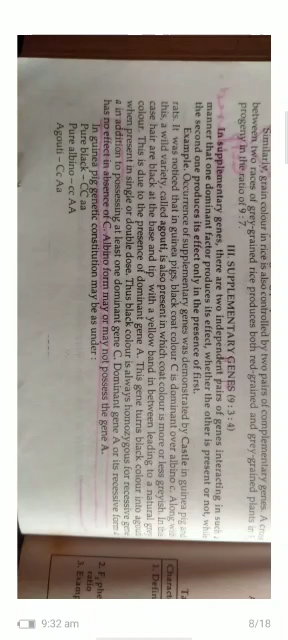 Similarly, grain colour in rice is also controlled by two pairs of complementary genes. A cross
between two races of grey-grained rice produces both red-grained and grey-grained plants in
progeny in the ratio of 9 : 7.
III. SUPPLEMENTARY GENES (9 : 3 : 4)
In supplementary genes, there are two independent pairs of genes interacting in such a
manner that one dominant factor produces its effect, whether the other is present or not, while
the second one produces its effect only in the presence of first.
Example. Occurrence of supplementary genes was demonstrated by Castle in guinea pig and
rats. It was noticed that in guinea pigs, black coat colour C is dominant over albino c. Along with
this, a wild variety, called agouti, is also present in which coat colour is more or less greyish. In this
case hair are black at the base and tip, with a yellow band in between leading to a natural
colour. This is due to the presence of dominant gene A. This gene turns black colour into agouti
when present in single or double dose. Thus black colour is always homozygous for recessive gene
a in addition to possessing at least one dominant gene C. Dominant gene A or its recessive form a
has no effect in absence of C. Albino form may or may not possess the gene A.
In guinea pig genetic constitution may be as under :
Pure black – CC aa
Pure albino – cc AA
Agouti – Cc Aa
Charact
1. Defin
2. F₂ phe
ratio
3. Examp
9:32 am
8/18